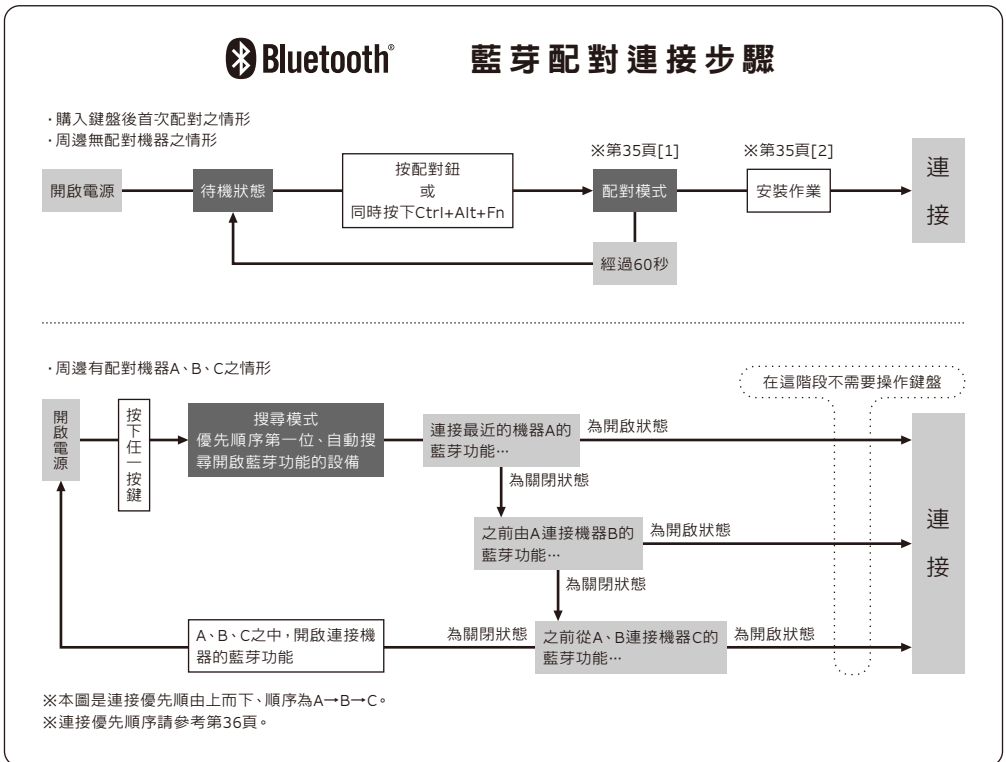 Bluetooth® 藍芽配對連接步驟
・購入鍵盤後首次配對之情形
・周邊無配對機器之情形
開啟電源
待機狀態
按配對鈕
或
同時按下Ctrl+Alt+Fn
※第35頁[1]
配對模式
經過60秒
※第35頁[2]
安裝作業
連接
・周邊有配對機器A、B、C之情形
在這階段不需要操作鍵盤
開啟電源
按下任一按鍵
搜尋模式
優先順序第一位、自動搜
尋開啟藍芽功能的設備
連接最近的機器A的
藍芽功能…
為開啟狀態
為關閉狀態
之前由A連接機器B的
藍芽功能…
為開啟狀態
為關閉狀態
連接
A、B、C之中，開啟連接機
器的藍芽功能
為關閉狀態
之前從A、B連接機器C的
藍芽功能…
為開啟狀態
※本圖是連接優先順由上而下、順序為A→B→C。
※連接優先順序請參考第36頁。